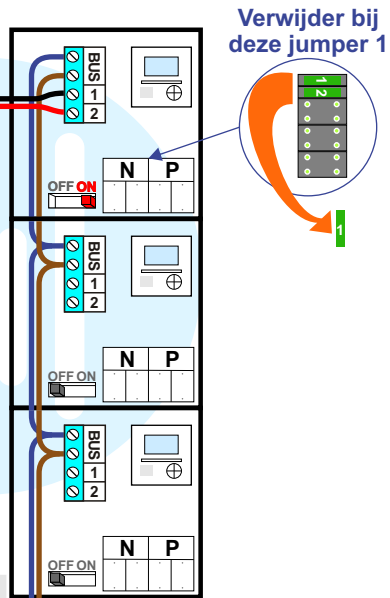 Verwijder bij
deze jumper 1
BUS
1
2
1
2
N P
OFF ON
1
BUS
1
2
N P
OFF ON
BUS
1
2
N P
OFF ON